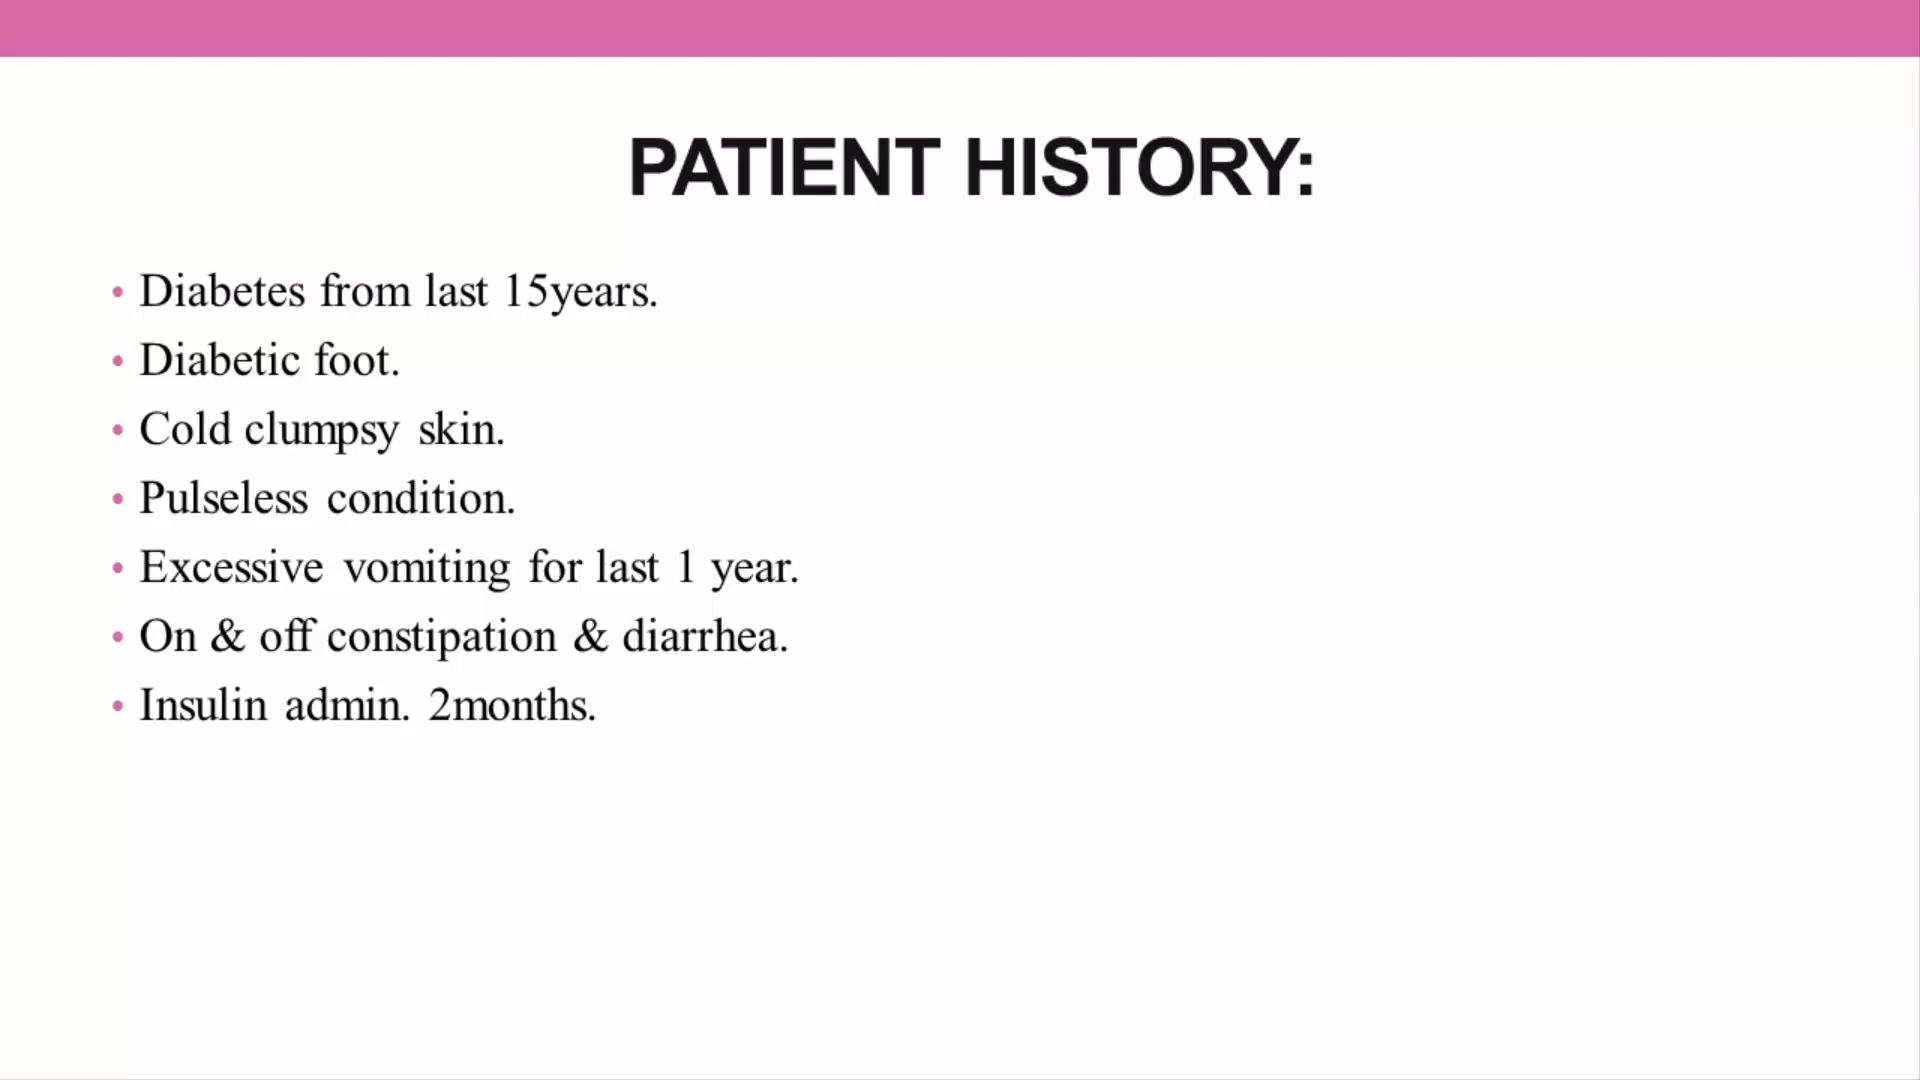 PATIENT HISTORY:
• Diabetes from last 15years.
• Diabetic foot.
• Cold clumpsy skin.
• Pulseless condition.
• Excessive vomiting for last 1 year.
• On & off constipation & diarrhea.
• Insulin admin. 2months.